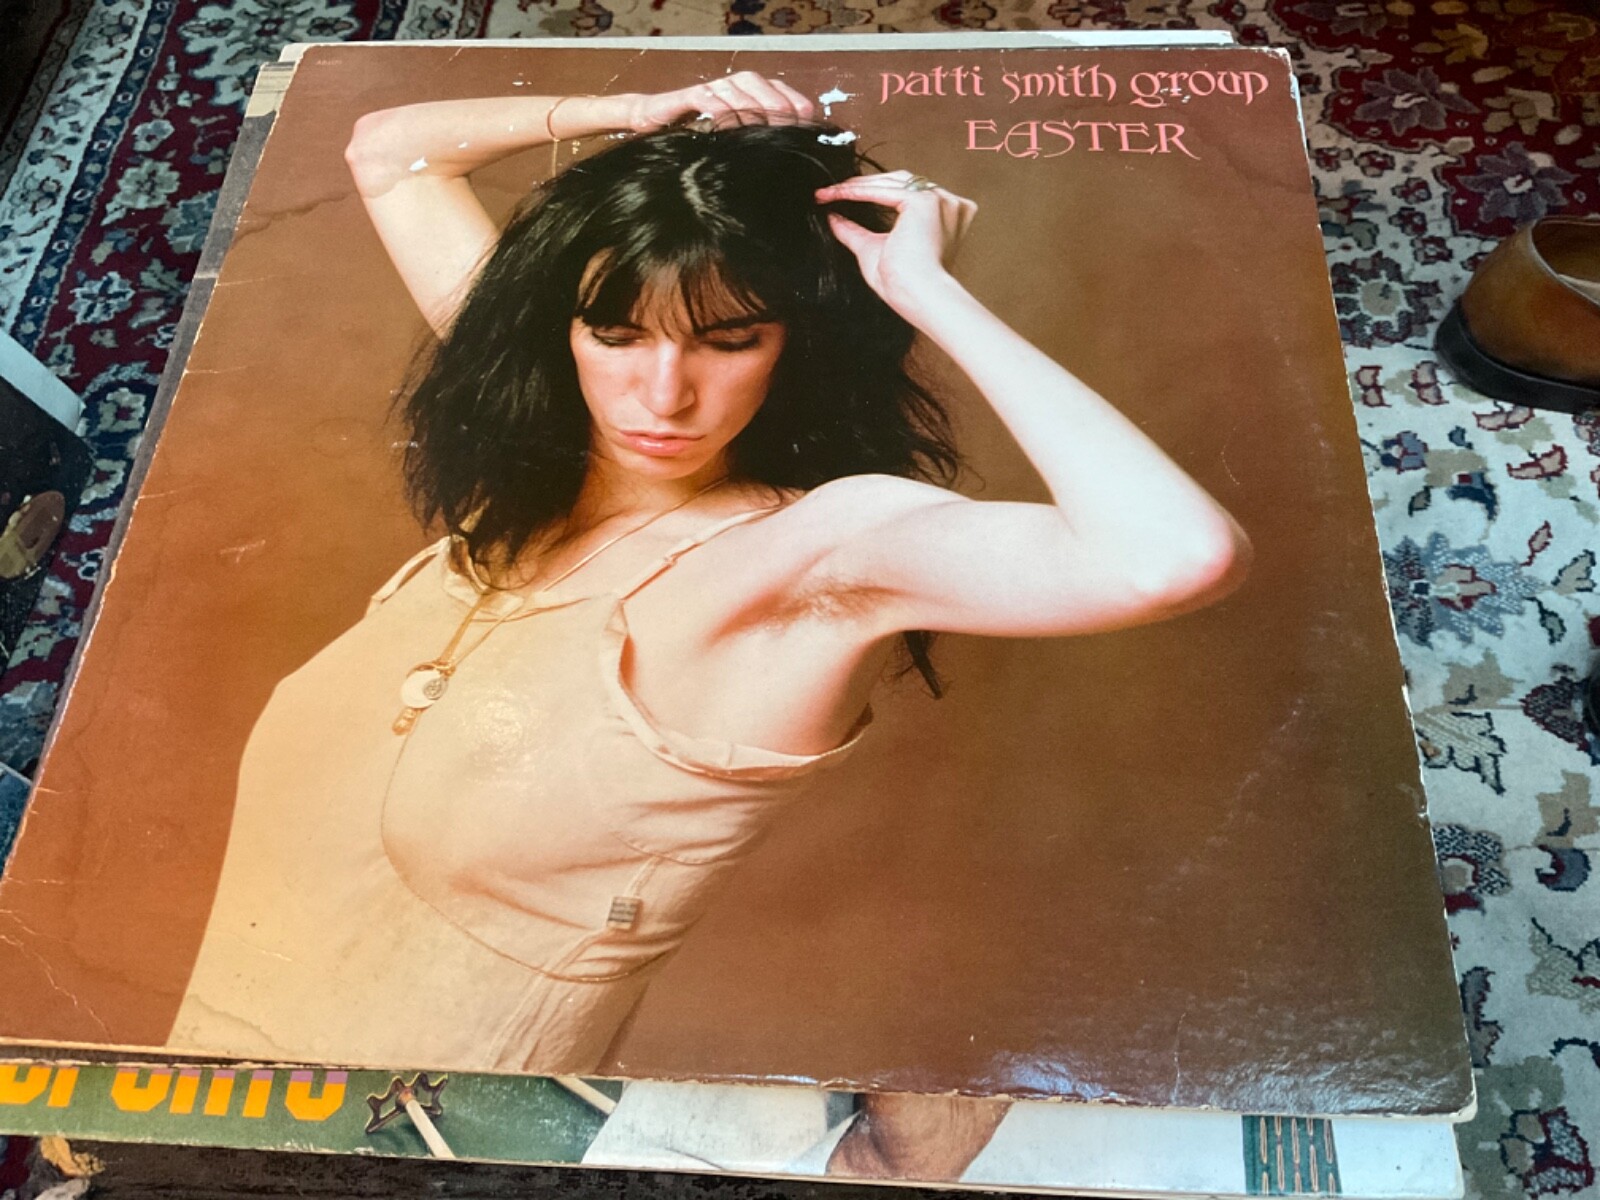 patti smith group
EASTER